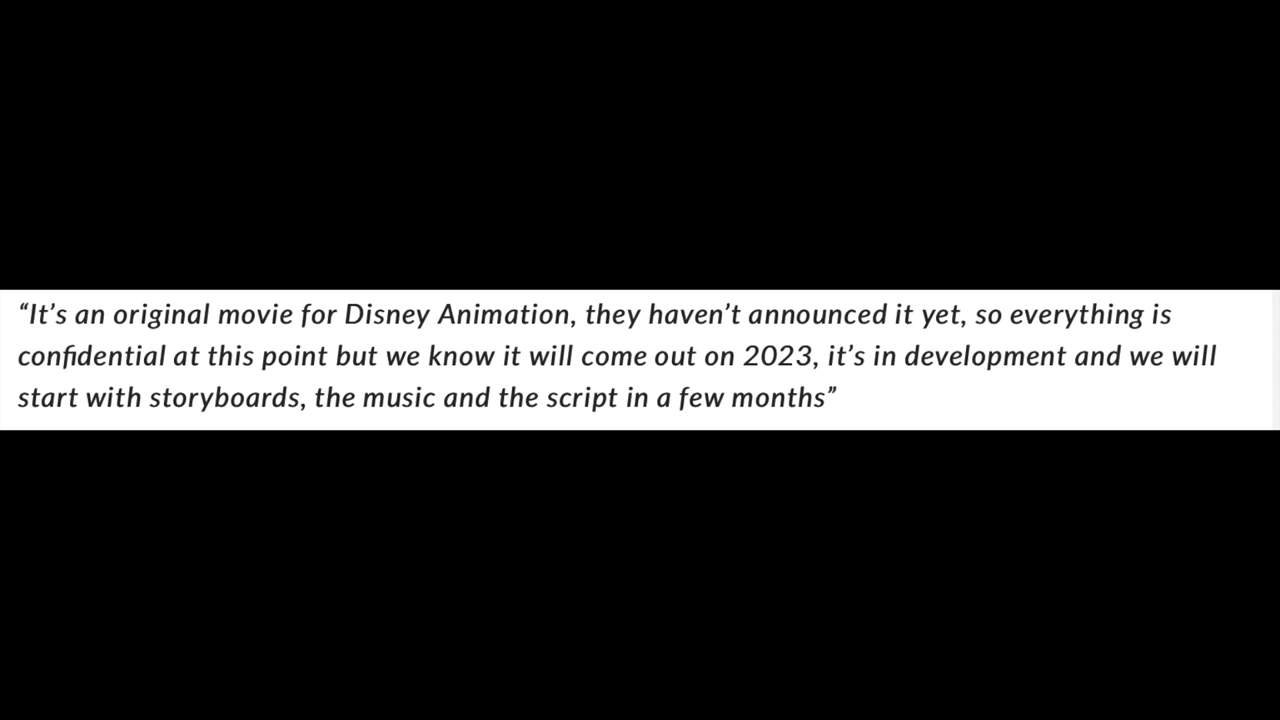 “It’s an original movie for Disney Animation, they haven’t announced it yet, so everything is
confidential at this point but we know it will come out on 2023, it’s in development and we will
start with storyboards, the music and the script in a few months”